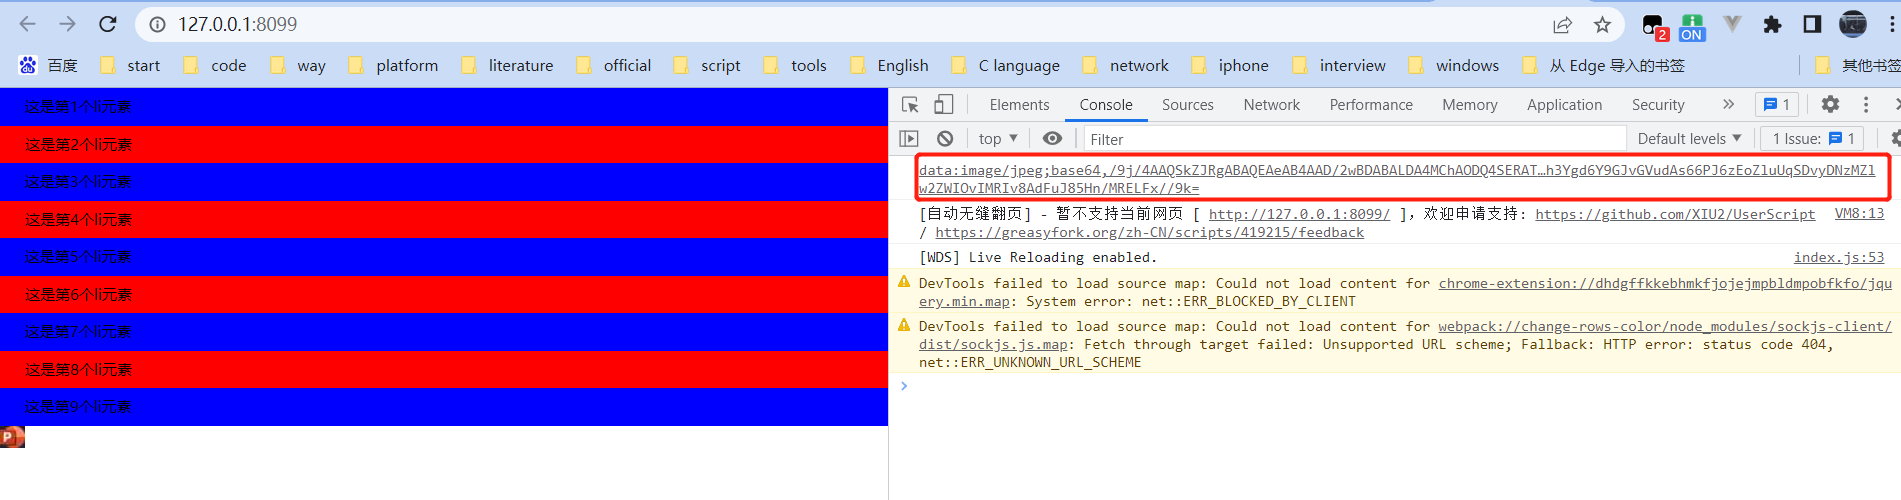 127.0.0.1:8099
2
ON
百度 start code way platform literature official script tools English C language network iphone interview windows 从 Edge 导入的书签 其他书签
这是第1个li元素
这是第2个li元素
这是第3个li元素
这是第4个li元素
这是第5个li元素
这是第6个li元素
这是第7个li元素
这是第8个li元素
这是第9个li元素
P
Elements Console Sources Network Performance Memory Application Security » 1
top Filter Default levels 1 Issue: 1
data:image/jpeg;base64,/9j/4AAQSkZJRgABAQEAeAB4AAD/2wBDABALDA4MChAODQ4SERAT…h3Ygd6Y9GJvGVudAs66PJ6zEoZluUqSDvyDNzMZl
w2ZWIOvIMRIv8AdFuJ85Hn/MRELFx//9k=
[自动无缝翻页] - 暂不支持当前网页 [ http://127.0.0.1:8099/ ], 欢迎申请支持: https://github.com/XIU2/UserScript VM8:13
/ https://greasyfork.org/zh-CN/scripts/419215/feedback
[WDS] Live Reloading enabled. index.js:53
DevTools failed to load source map: Could not load content for chrome-extension://dhdgffkkebhmkfjojejmpbldmpobfkfo/jqu
ery.min.map: System error: net::ERR_BLOCKED_BY_CLIENT
DevTools failed to load source map: Could not load content for webpack://change-rows-color/node_modules/sockjs-client/
dist/sockjs.js.map: Fetch through target failed: Unsupported URL scheme; Fallback: HTTP error: status code 404,
net::ERR_UNKNOWN_URL_SCHEME